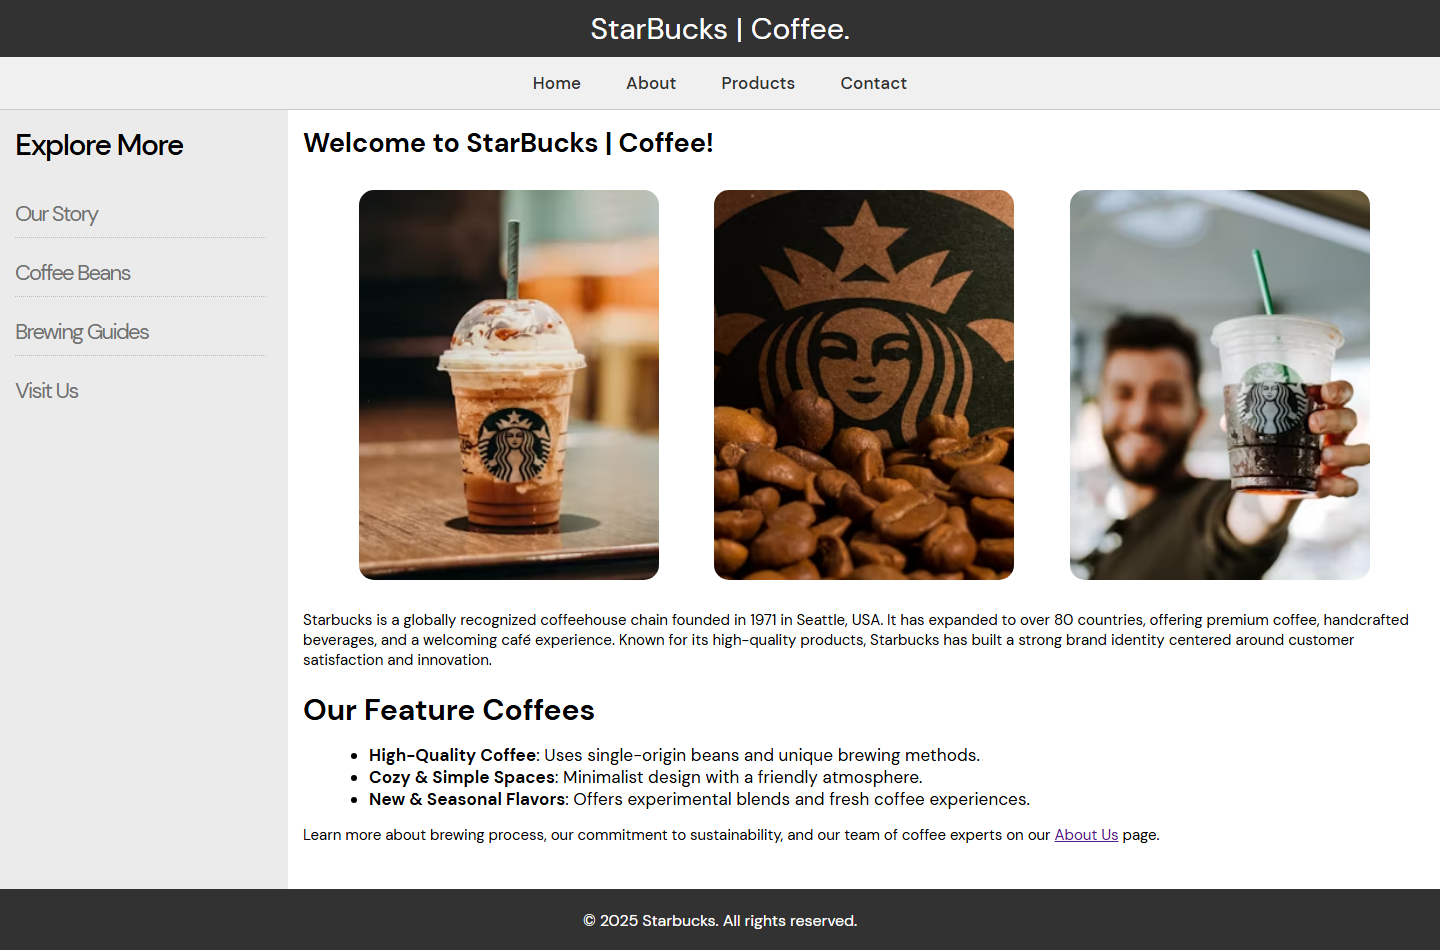 StarBucks | Coffee.
Home About Products Contact
Explore More
Our Story
Coffee Beans
Brewing Guides
Visit Us
Welcome to StarBucks | Coffee!
Starbucks is a globally recognized coffeehouse chain founded in 1971 in Seattle, USA. It has expanded to over 80 countries, offering premium coffee, handcrafted
beverages, and a welcoming café experience. Known for its high-quality products, Starbucks has built a strong brand identity centered around customer
satisfaction and innovation.
Our Feature Coffees
• High-Quality Coffee: Uses single-origin beans and unique brewing methods.
• Cozy & Simple Spaces: Minimalist design with a friendly atmosphere.
• New & Seasonal Flavors: Offers experimental blends and fresh coffee experiences.
Learn more about brewing process, our commitment to sustainability, and our team of coffee experts on our About Us page.
© 2025 Starbucks. All rights reserved.